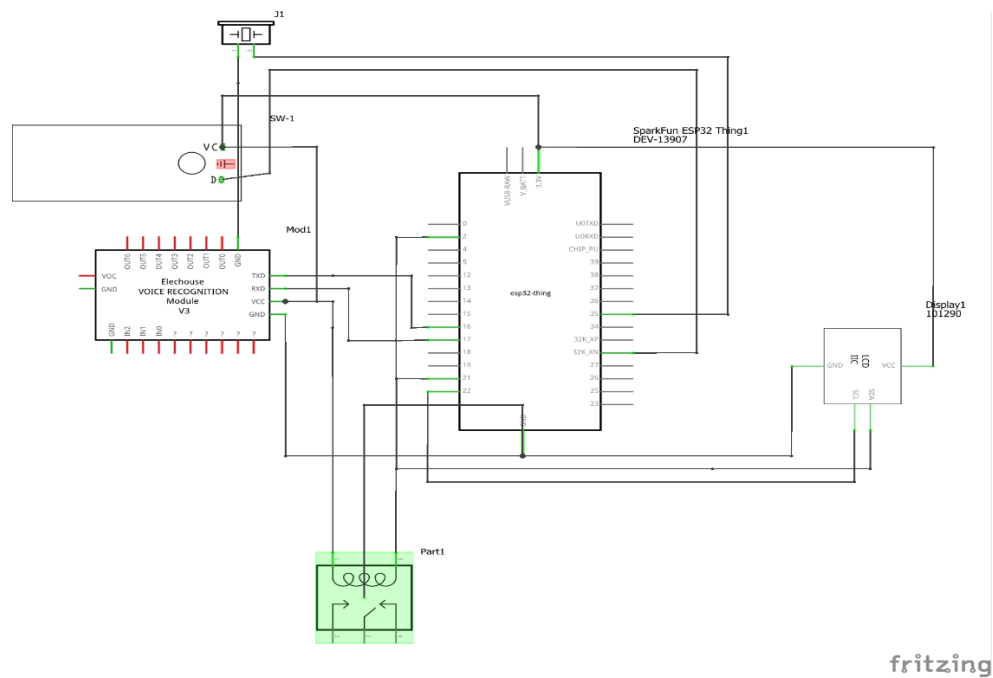 J1
SW-1
VC
D
SparkFun ESP32 Thing1
DEV-13907
VUSB-RAW
V_BATT
3.3V
Mod1
OUT6
OUT5
OUT4
OUT3
OUT2
OUT1
OUT0
GND
VOC
GND
Elechouse
VOICE RECOGNITION
Module
V3
TXD
RXD
VCC
GND
GND
IN2
IN1
IN0
?
?
?
?
?
?
0
2
4
5
12
13
14
15
16
17
18
19
21
22
esp32-thing
U0TXD
U0RXD
CHIP_PU
39
38
37
36
35
34
32K_XP
32K_XN
27
26
25
23
GND
Display1
101290
GND
LCD
IIC
VCC
SCL
SDA
Part1
fritzing